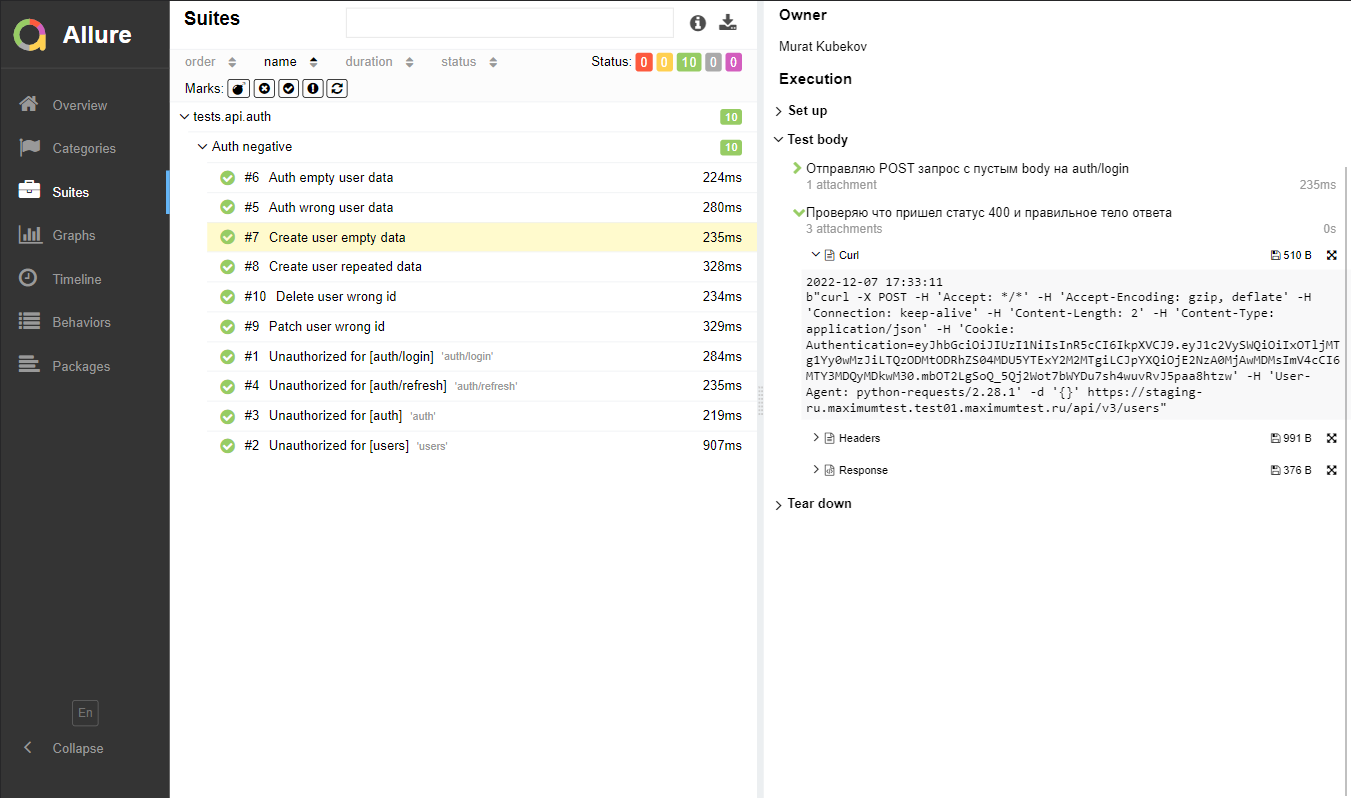 Allure
Overview
Categories
Suites
Graphs
Timeline
Behaviors
Packages
En
Collapse
Suites
order name duration status Status: 0 0 10 0 0
Marks:
tests.api.auth 10
Auth negative 10
#6 Auth empty user data 224ms
#5 Auth wrong user data 280ms
#7 Create user empty data 235ms
#8 Create user repeated data 328ms
#10 Delete user wrong id 234ms
#9 Patch user wrong id 329ms
#1 Unauthorized for [auth/login] 'auth/login' 284ms
#4 Unauthorized for [auth/refresh] 'auth/refresh' 235ms
#3 Unauthorized for [auth] 'auth' 219ms
#2 Unauthorized for [users] 'users' 907ms
Owner
Murat Kubekov
Execution
Set up
Test body
Отправляю POST запрос с пустым body на auth/login
1 attachment 235ms
Проверяю что пришел статус 400 и правильное тело ответа
3 attachments 0s
Curl 510 B
2022-12-07 17:33:11
b"curl -X POST -H 'Accept: */*' -H 'Accept-Encoding: gzip, deflate' -H
'Connection: keep-alive' -H 'Content-Length: 2' -H 'Content-Type:
application/json' -H 'Cookie:
Authentication=eyJhbGciOiJIUzI1NiIsInR5cCI6IkpXVCJ9.eyJ1c2VySWQiOiIxOTljMT
g1Yy0wMzJiLTQzODMtODRhZS04MDU5YTExY2M2MTgiLCJpYXQiOjE2NzA0MjAwMDMsImV4cCI6
MTY3MDQyMDkwM30.mbOT2LgSoQ_5Qj2Wot7bWYDu7sh4wuvRvJ5paa8htzw' -H 'User-
Agent: python-requests/2.28.1' -d '{}' https://staging-
ru.maximumtest.test01.maximumtest.ru/api/v3/users"
Headers 991 B
Response 376 B
Tear down